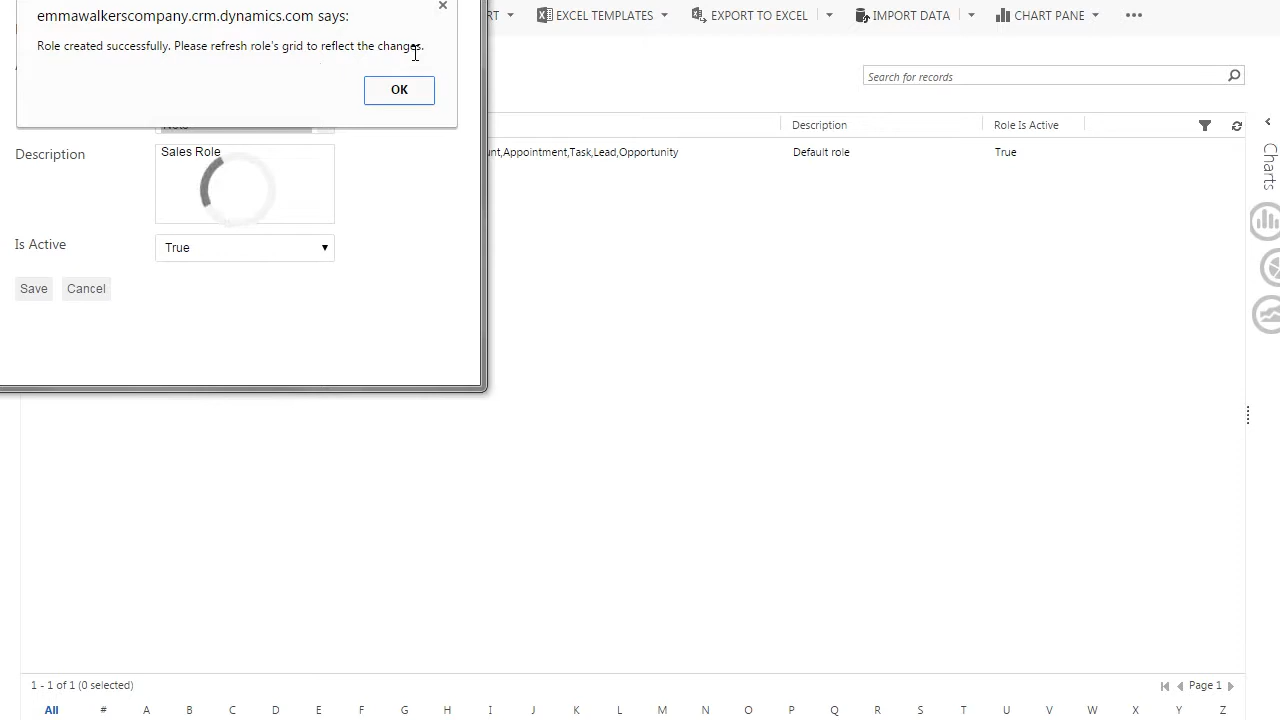 emmawalkerscompany.crm.dynamics.com says:
Role created successfully. Please refresh role's grid to reflect the changes.
OK
RT
EXCEL TEMPLATES
EXPORT TO EXCEL
IMPORT DATA
CHART PANE
Search for records
Description
Role Is Active
unt,Appointment,Task,Lead,Opportunity
Default role
True
Charts
Description
Sales Role
Is Active
True
Save
Cancel
1 - 1 of 1 (0 selected)
Page 1
All # A B C D E F G H I J K L M N O P Q R S T U V W X Y Z